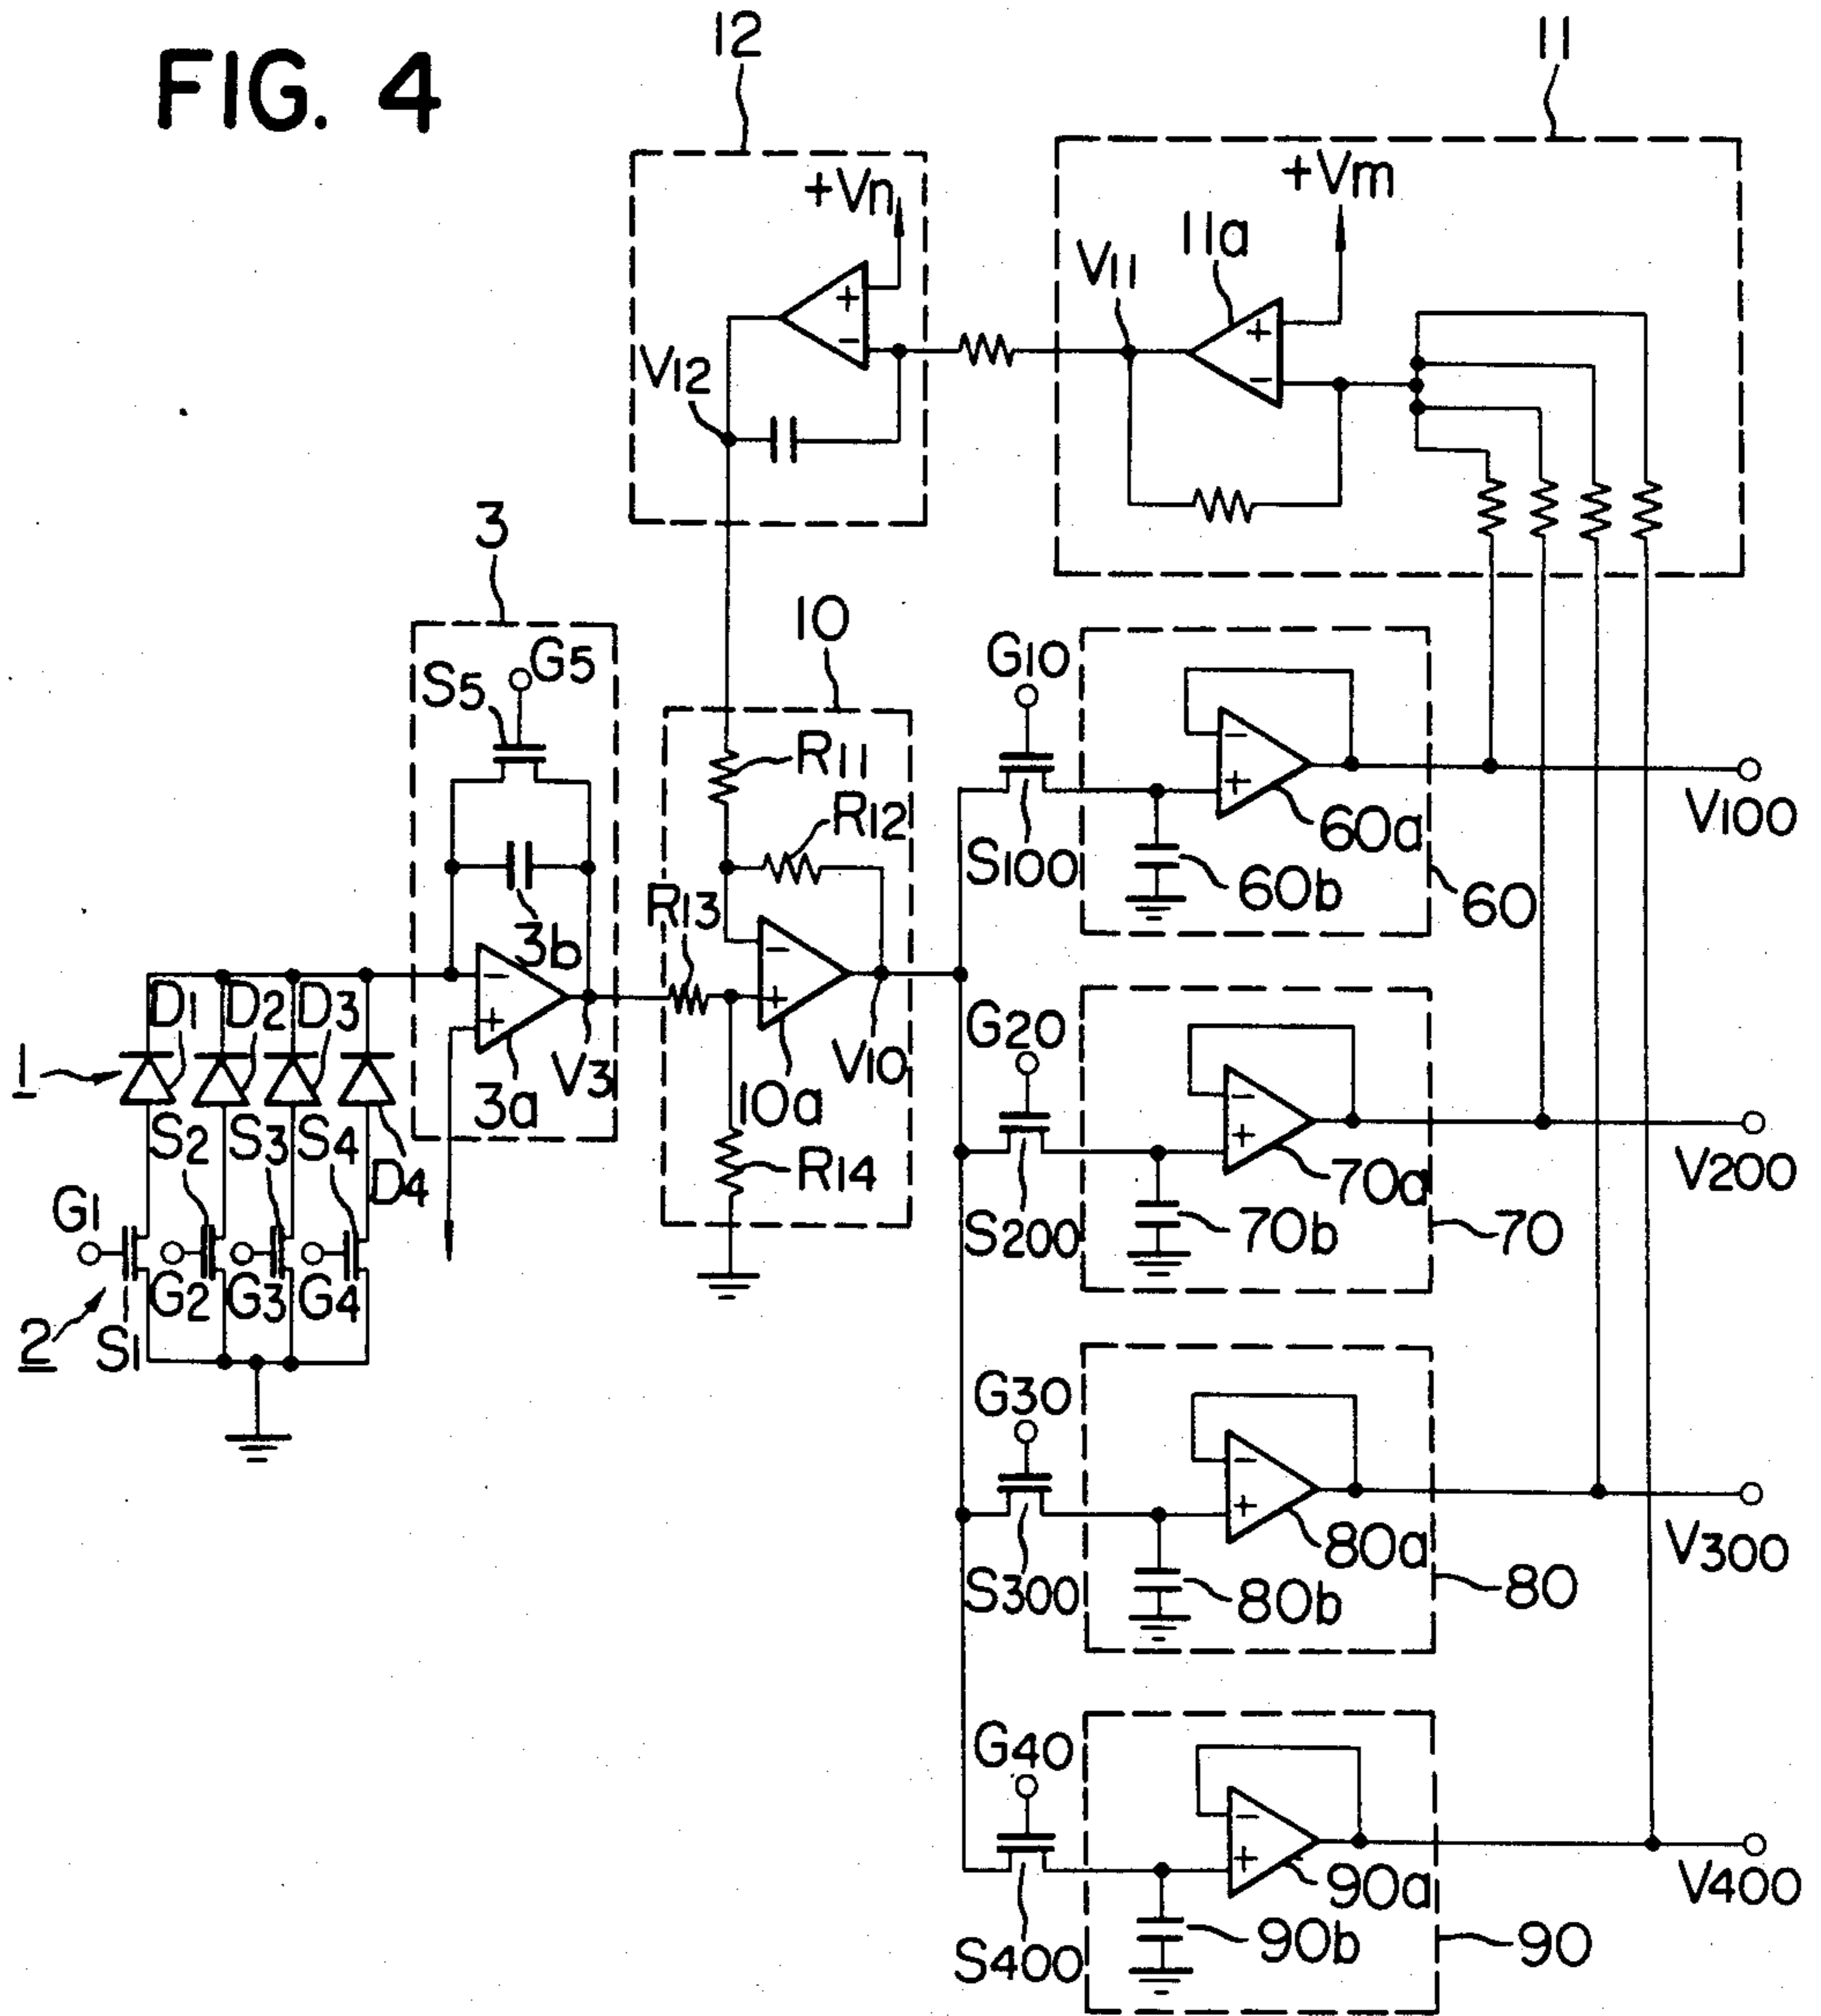 FIG. 4
12
11
+Vn
+Vm
11a
V11
V12
3
10
G5
S5
G10
R11
R12
60a
V100
S100
60b
60
R13
3b
D1
D2
D3
G20
1
V3
V10
3a
10a
S2
S3
S4
D4
R14
70a
V200
G1
S200
70b
70
G2
G3
G4
2
S1
G30
80a
V300
S300
80b
80
G40
90a
V400
S400
90b
90